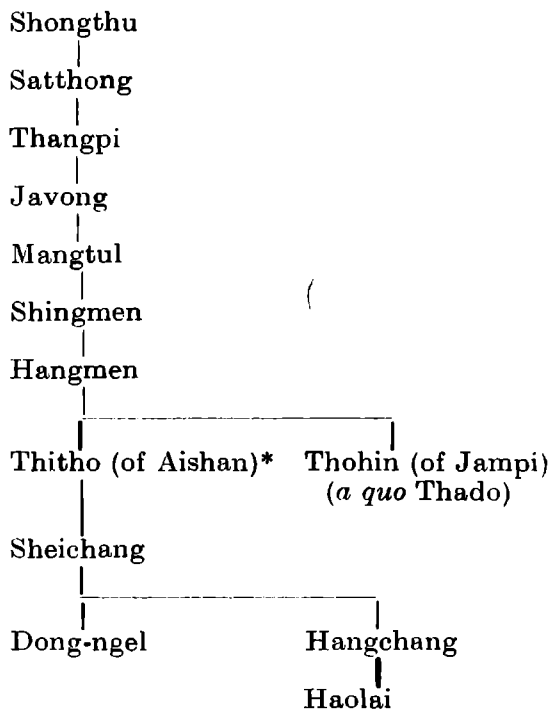 Shongthu
Satthong
Thangpi
Javong
Mangtul
Shingmen
Hangmen
Thitho (of Aishan)* Thohin (of Jampi)
(a quo Thado)
Sheichang
Dong-ngel Hangchang
Haolai